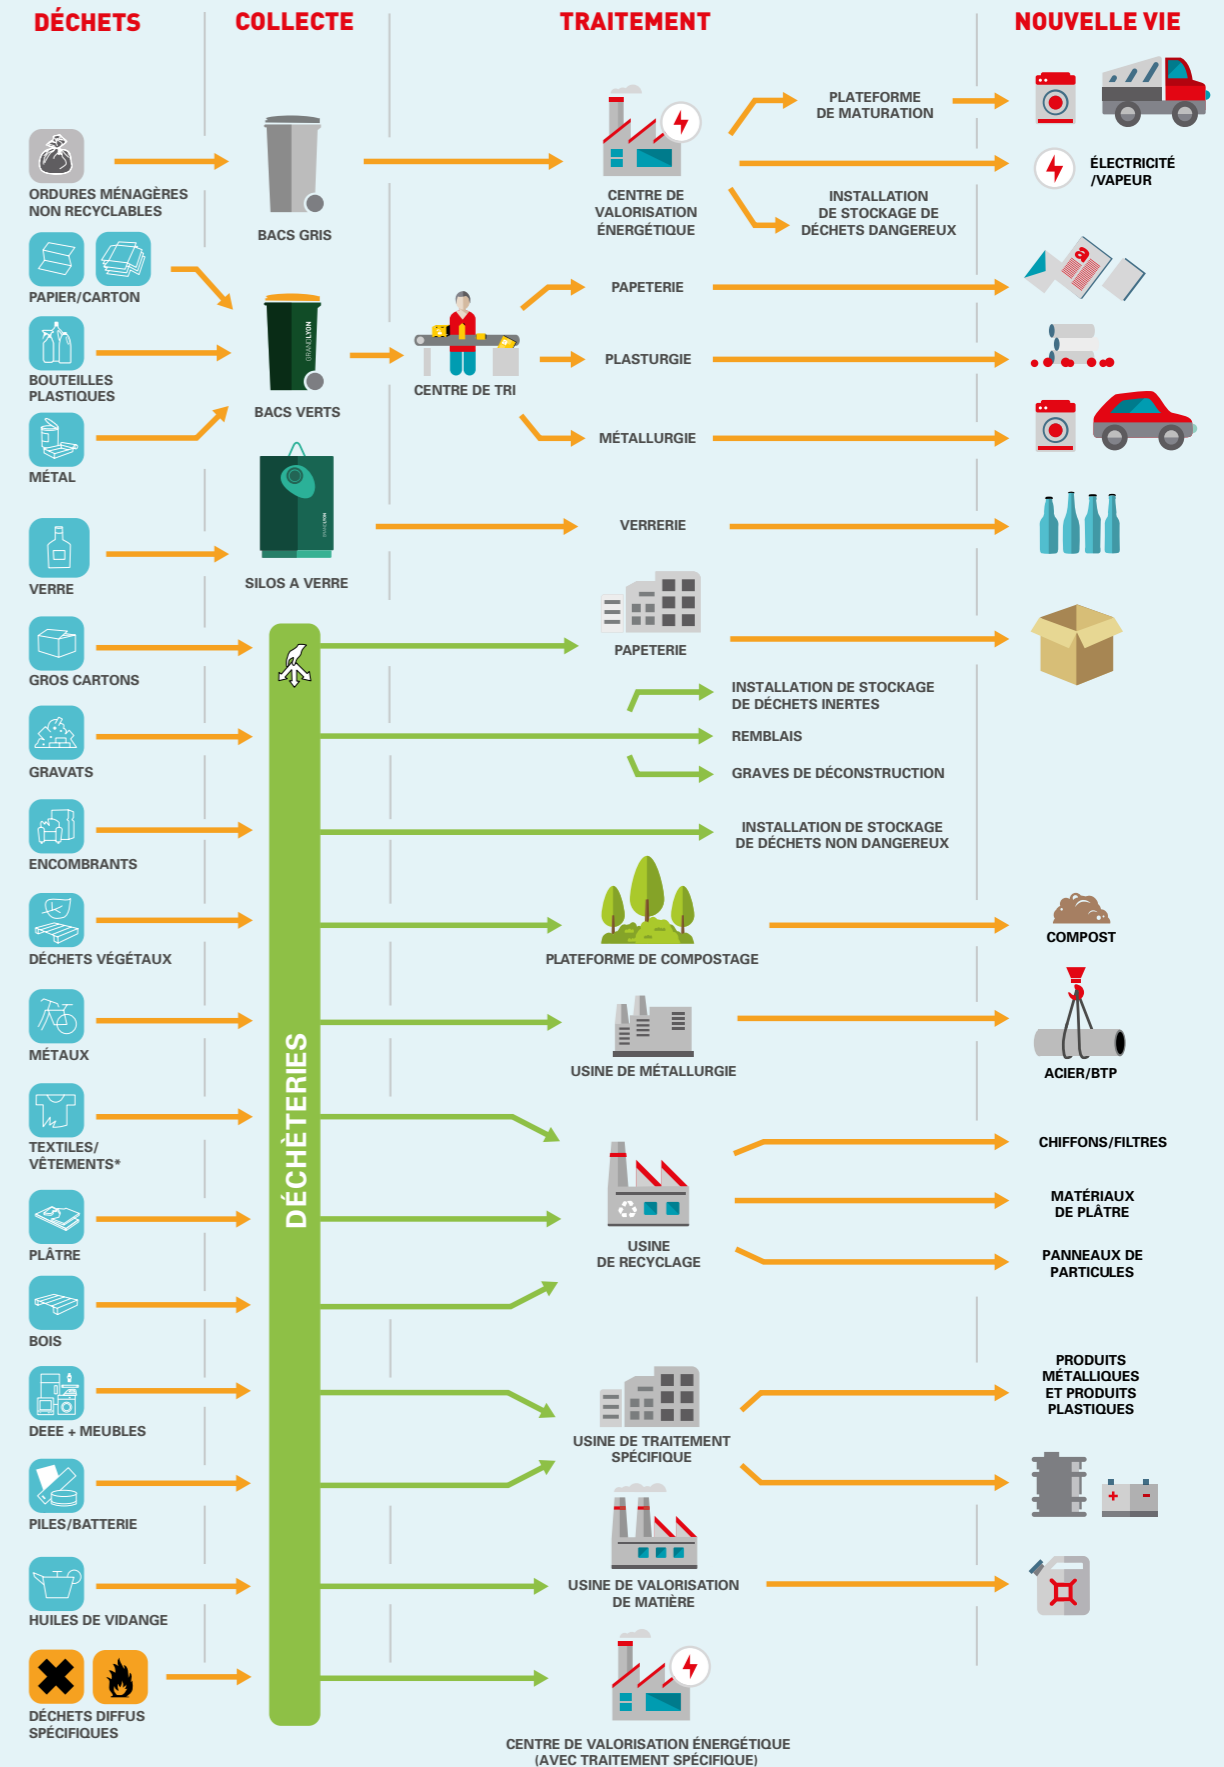 DÉCHETS
COLLECTE
TRAITEMENT
NOUVELLE VIE
ORDURES MÉNAGÈRES
NON RECYCLABLES
BACS GRIS
CENTRE DE
VALORISATION
ÉNERGÉTIQUE
PLATEFORME
DE MATURATION
ÉLECTRICITÉ
/VAPEUR
INSTALLATION
DE STOCKAGE DE
DÉCHETS DANGEREUX
PAPIER/CARTON
BOUTEILLES
PLASTIQUES
MÉTAL
GRANDLYON
BACS VERTS
CENTRE DE TRI
PAPETERIE
a
PLASTURGIE
MÉTALLURGIE
VERRE
SILOS A VERRE
VERRERIE
GROS CARTONS
PAPETERIE
GRAVATS
INSTALLATION DE STOCKAGE
DE DÉCHETS INERTES
REMBLAIS
GRAVES DE DÉCONSTRUCTION
ENCOMBRANTS
INSTALLATION DE STOCKAGE
DE DÉCHETS NON DANGEREUX
DÉCHETS VÉGÉTAUX
PLATEFORME DE COMPOSTAGE
COMPOST
MÉTAUX
USINE DE MÉTALLURGIE
ACIER/BTP
DÉCHÈTERIES
TEXTILES/
VÊTEMENTS*
PLÂTRE
BOIS
USINE
DE RECYCLAGE
CHIFFONS/FILTRES
MATÉRIAUX
DE PLÂTRE
PANNEAUX DE
PARTICULES
DEEE + MEUBLES
PILES/BATTERIE
USINE DE TRAITEMENT
SPÉCIFIQUE
PRODUITS
MÉTALLIQUES
ET PRODUITS
PLASTIQUES
+ -
HUILES DE VIDANGE
USINE DE VALORISATION
DE MATIÈRE
DÉCHETS DIFFUS
SPÉCIFIQUES
CENTRE DE VALORISATION ÉNERGÉTIQUE
(AVEC TRAITEMENT SPÉCIFIQUE)